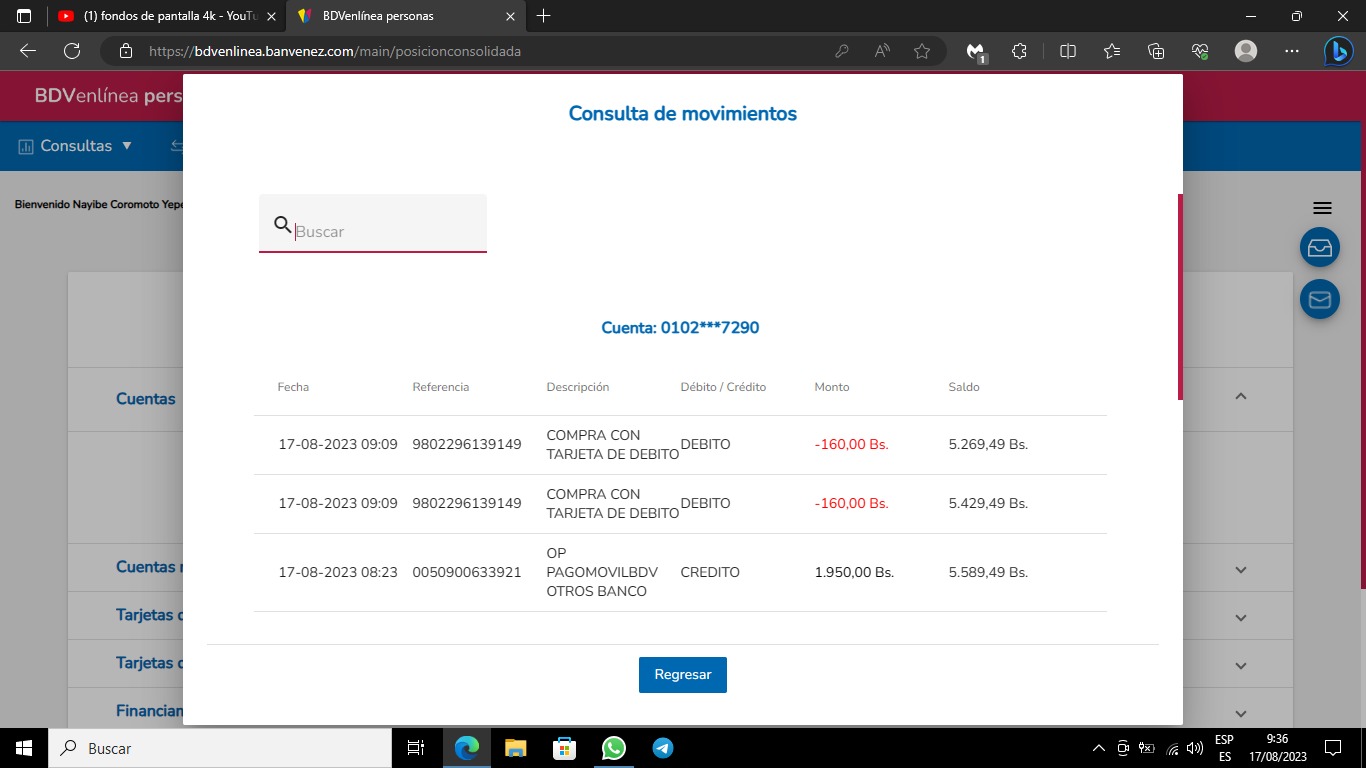 (1) fondos de pantalla 4k - YouTu
BDVenlínea personas
https://bdvenlinea.banvenez.com/main/posicionconsolidada
1
BDVenlínea pers
Consultas
Bienvenido Nayibe Coromoto Yepe
Cuentas
Cuentas
Tarjetas
Tarjetas
Financiam
Consulta de movimientos
Buscar
Cuenta: 0102***7290
Fecha Referencia Descripción Débito / Crédito Monto Saldo
17-08-2023 09:09 9802296139149 COMPRA CON TARJETA DE DEBITO DEBITO -160,00 Bs. 5.269,49 Bs.
17-08-2023 09:09 9802296139149 COMPRA CON TARJETA DE DEBITO DEBITO -160,00 Bs. 5.429,49 Bs.
17-08-2023 08:23 0050900633921 OP PAGOMOVILBDV OTROS BANCO CREDITO 1.950,00 Bs. 5.589,49 Bs.
Regresar
Buscar
ESP
ES
9:36
17/08/2023